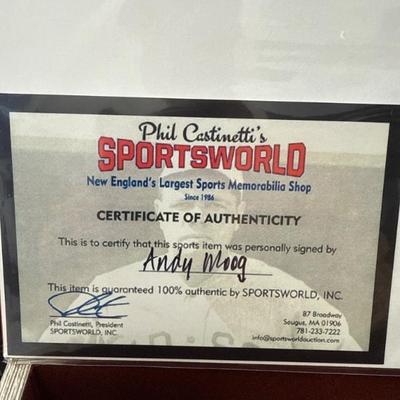 Phil Castinetti's
SPORTSWORLD
New England's Largest Sports Memorabilia Shop
Since 1986
CERTIFICATE OF AUTHENTICITY
This is to certify that this sports item was personally signed by
Andy Moog
This item is guaranteed 100% authentic by SPORTSWORLD, INC.
Phil Castinetti, President
SPORTSWORLD, INC.
87 Broadway
Saugus, MA 01906
781-233-7222
info@sportsworldauction.com